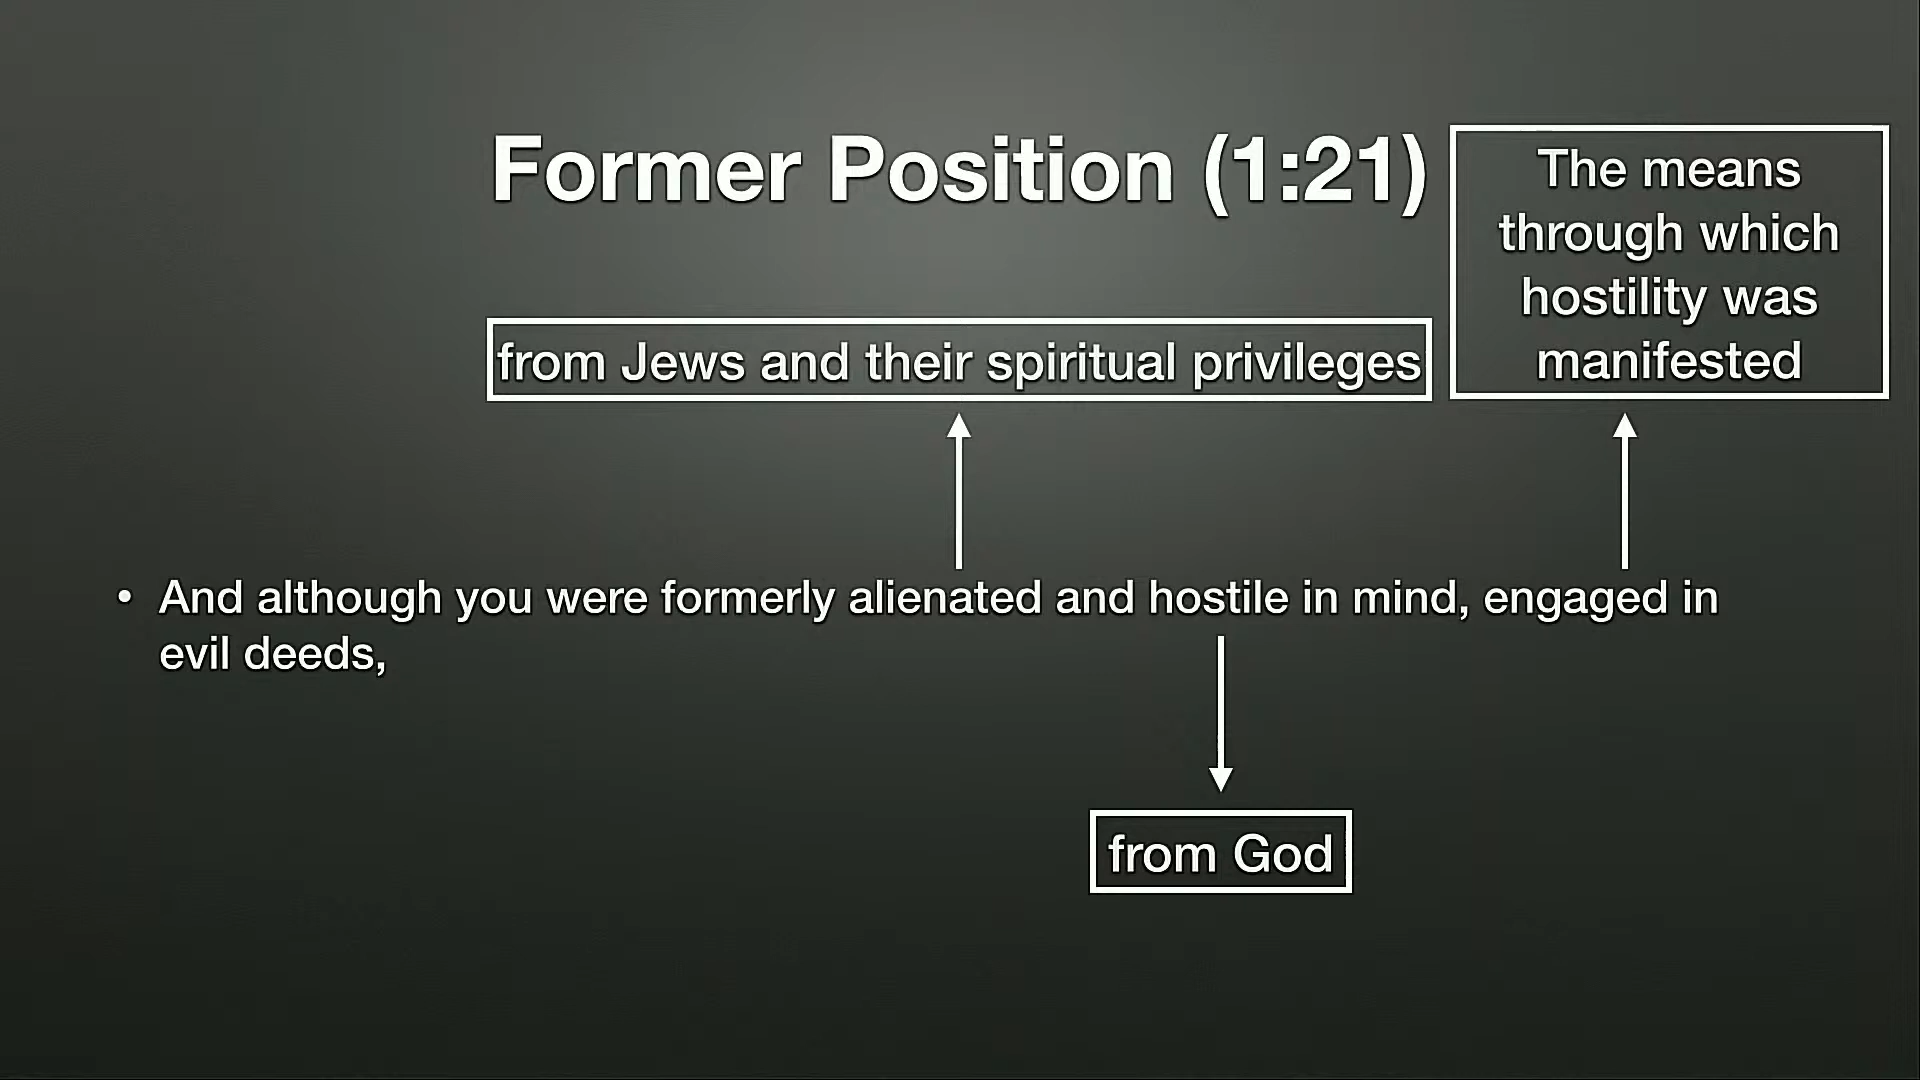 Former Position (1:21)
The means
through which
hostility was
manifested
from Jews and their spiritual privileges
• And although you were formerly alienated and hostile in mind, engaged in
evil deeds,
from God